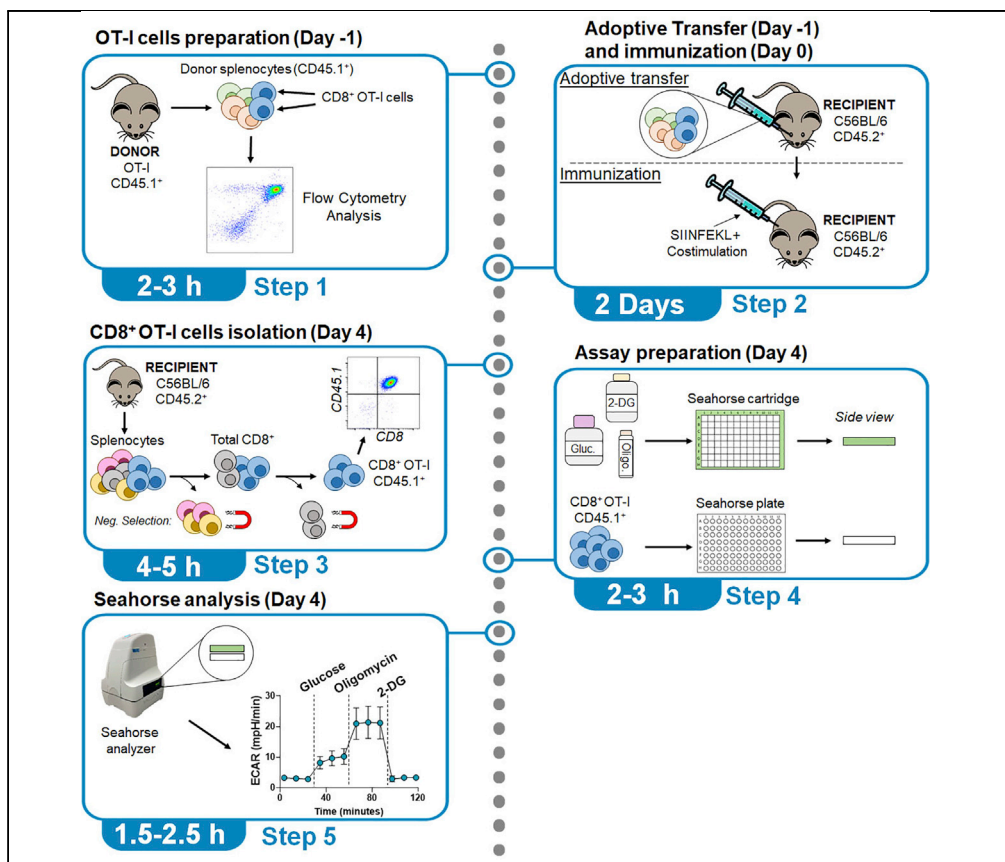 OT-I cells preparation (Day -1)
Donor splenocytes (CD45.1+)
CD8+ OT-I cells
DONOR
OT-I
CD45.1+
Flow Cytometry
Analysis
2-3 h
Step 1
Adoptive Transfer (Day -1)
and immunization (Day 0)
Adoptive transfer
RECIPIENT
C56BL/6
CD45.2+
Immunization
SIINFEKL+
Costimulation
RECIPIENT
C56BL/6
CD45.2+
2 Days
Step 2
CD8+ OT-I cells isolation (Day 4)
RECIPIENT
C56BL/6
CD45.2+
CD45.1
CD8
Splenocytes
Total CD8+
CD8+ OT-I
CD45.1+
Neg. Selection:
4-5 h
Step 3
Assay preparation (Day 4)
2-DG
Gluc.
Oligo.
Seahorse cartridge
Side view
CD8+ OT-I
CD45.1+
Seahorse plate
2-3 h
Step 4
Seahorse analysis (Day 4)
Seahorse
analyzer
Glucose
Oligomycin
2-DG
ECAR (mpH/min)
30
20
10
0
0
40
80
120
Time (minutes)
1.5-2.5 h
Step 5